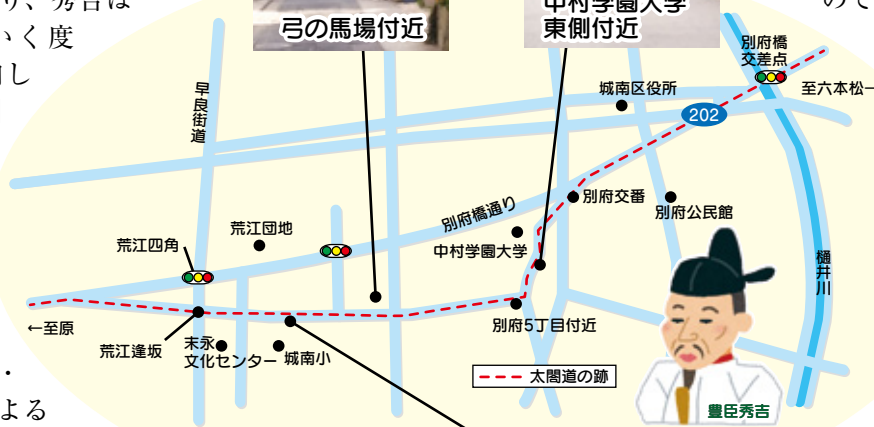 り、秀吉は
いく度
弓の馬場付近
中村学園大学
東側付近
ので
別府橋
交差点
至六本松→
早良街道
城南区役所
202
別府橋通り
別府交番
別府公民館
荒江四角
荒江団地
中村学園大学
樋井川
←至原
荒江逢坂
末永
文化センター
城南小
別府5丁目付近
太閤道の跡
・
よる
豊臣秀吉